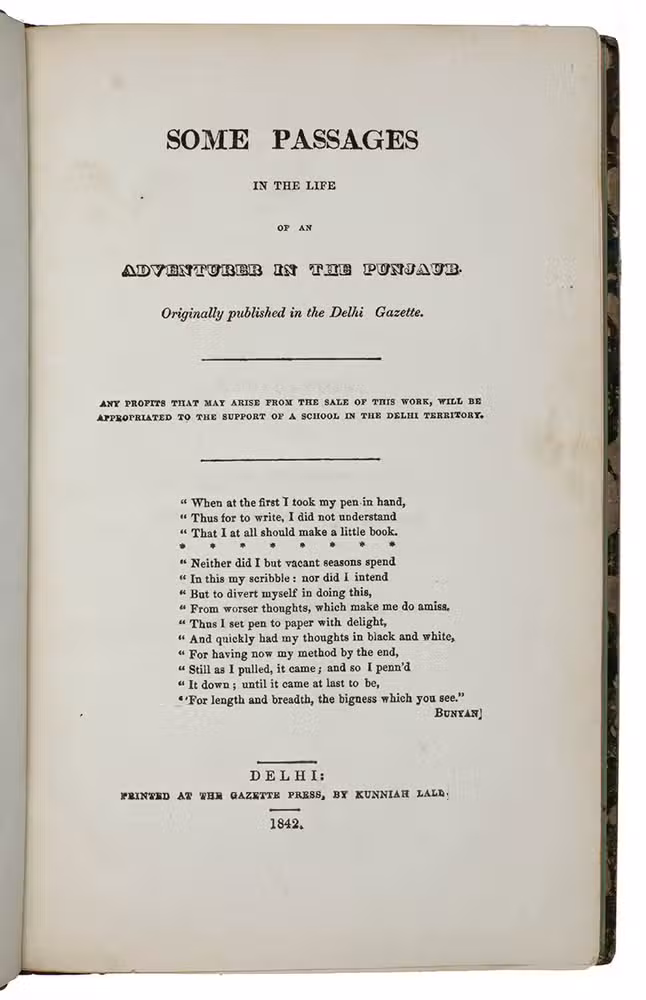 SOME PASSAGES
IN THE LIFE
OF AN
ADVENTURER IN THE PUNJAUB.
Originally published in the Delhi Gazette.
ANY PROFITS THAT MAY ARISE FROM THE SALE OF THIS WORK, WILL BE
APPROPRIATED TO THE SUPPORT OF A SCHOOL IN THE DELHI TERRITORY.
“ When at the first I took my pen in hand,
“ Thus for to write, I did not understand
“ That I at all should make a little book.
* * * * * * * *
“ Neither did I but vacant seasons spend
“ In this my scribble : nor did I intend
“ But to divert myself in doing this,
“ From worser thoughts, which make me do amiss.
“ Thus I set pen to paper with delight,
“ And quickly had my thoughts in black and white,
“ For having now my method by the end,
“ Still as I pulled, it came ; and so I penn'd
“ It down ; until it came at last to be,
“ For length and breadth, the bigness which you see.”
BUNYAN]
DELHI:
PRINTED AT THE GAZETTE PRESS, BY KUNNIAH LALL.
1842.